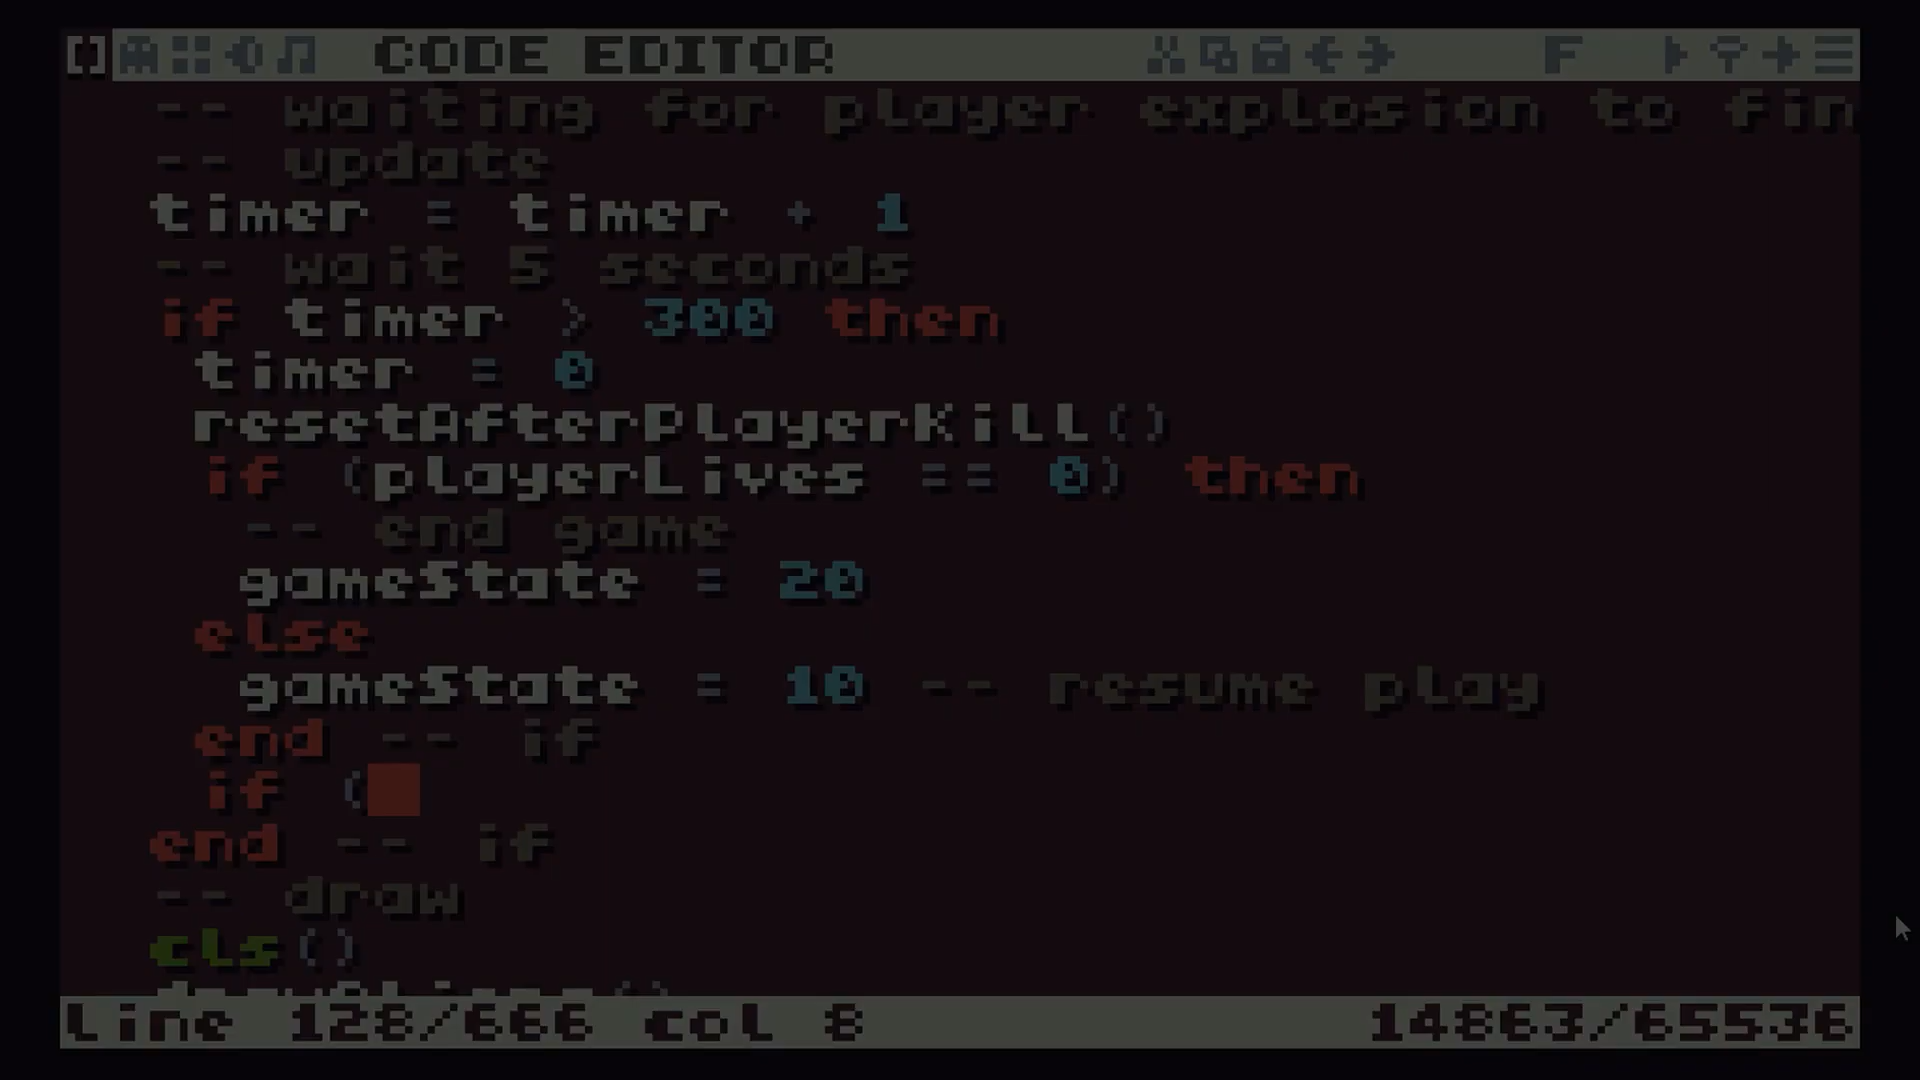 CODE EDITOR F
-- waiting for player explosion to fin
-- update
timer = timer + 1
-- wait 5 seconds
if timer > 300 then
timer = 0
resetAfterPlayerKill()
if (playerLives == 0) then
-- end game
gameState = 20
else
gameState = 10 -- resume play
end -- if
if (
end -- if
-- draw
cls()
line 128/666 col 8 14863/65536